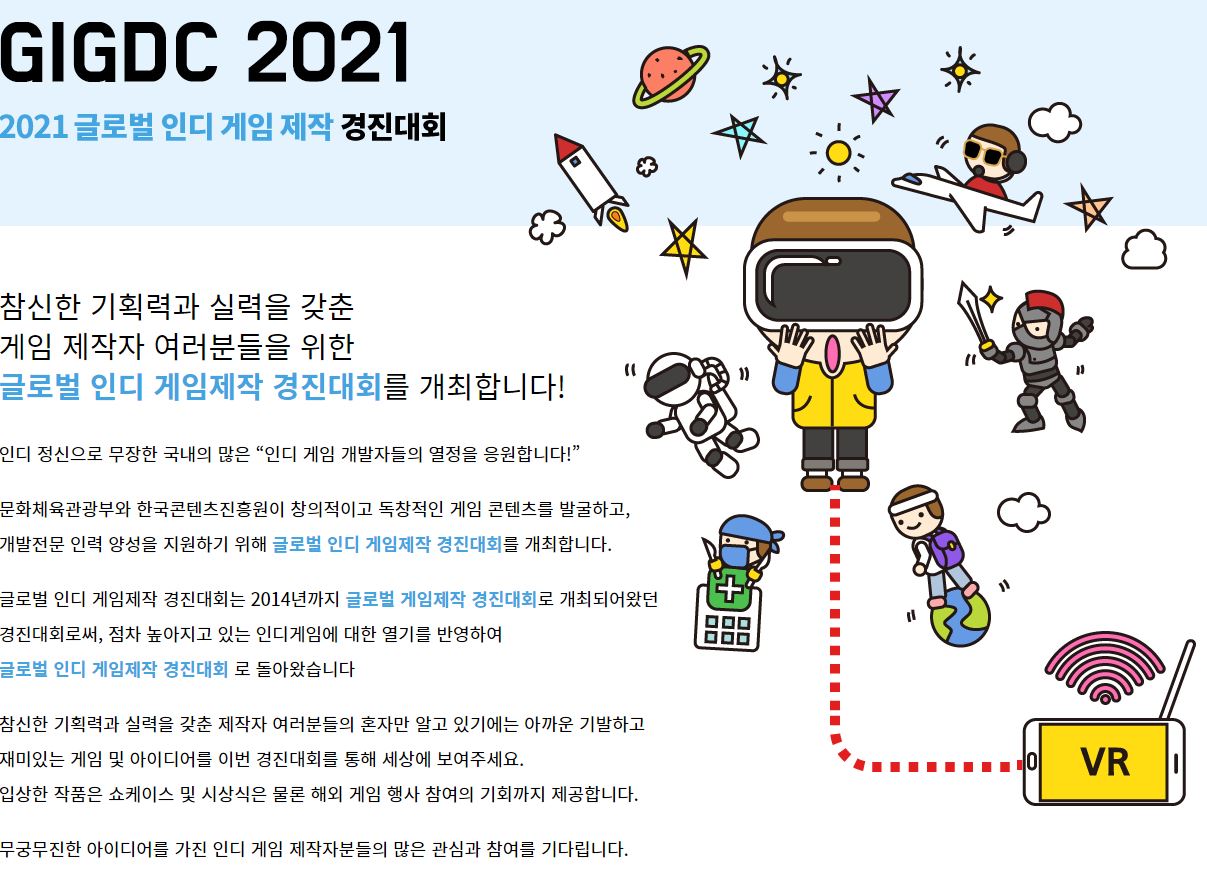 GIGDC 2021
2021 글로벌 인디 게임 제작 경진대회
참신한 기획력과 실력을 갖춘
게임 제작자 여러분들을 위한
글로벌 인디 게임제작 경진대회를 개최합니다!
인디 정신으로 무장한 국내의 많은 “인디 게임 개발자들의 열정을 응원합니다!”
문화체육관광부와 한국콘텐츠진흥원이 창의적이고 독창적인 게임 콘텐츠를 발굴하고,
개발전문 인력 양성을 지원하기 위해 글로벌 인디 게임제작 경진대회를 개최합니다.
글로벌 인디 게임제작 경진대회는 2014년까지 글로벌 게임제작 경진대회로 개최되어왔던
경진대회로써, 점차 높아지고 있는 인디게임에 대한 열기를 반영하여
글로벌 인디 게임제작 경진대회 로 돌아왔습니다
참신한 기획력과 실력을 갖춘 제작자 여러분들의 혼자만 알고 있기에는 아까운 기발하고
재미있는 게임 및 아이디어를 이번 경진대회를 통해 세상에 보여주세요.
입상한 작품은 쇼케이스 및 시상식은 물론 해외 게임 행사 참여의 기회까지 제공합니다.
무궁무진한 아이디어를 가진 인디 게임 제작자분들의 많은 관심과 참여를 기다립니다.
VR